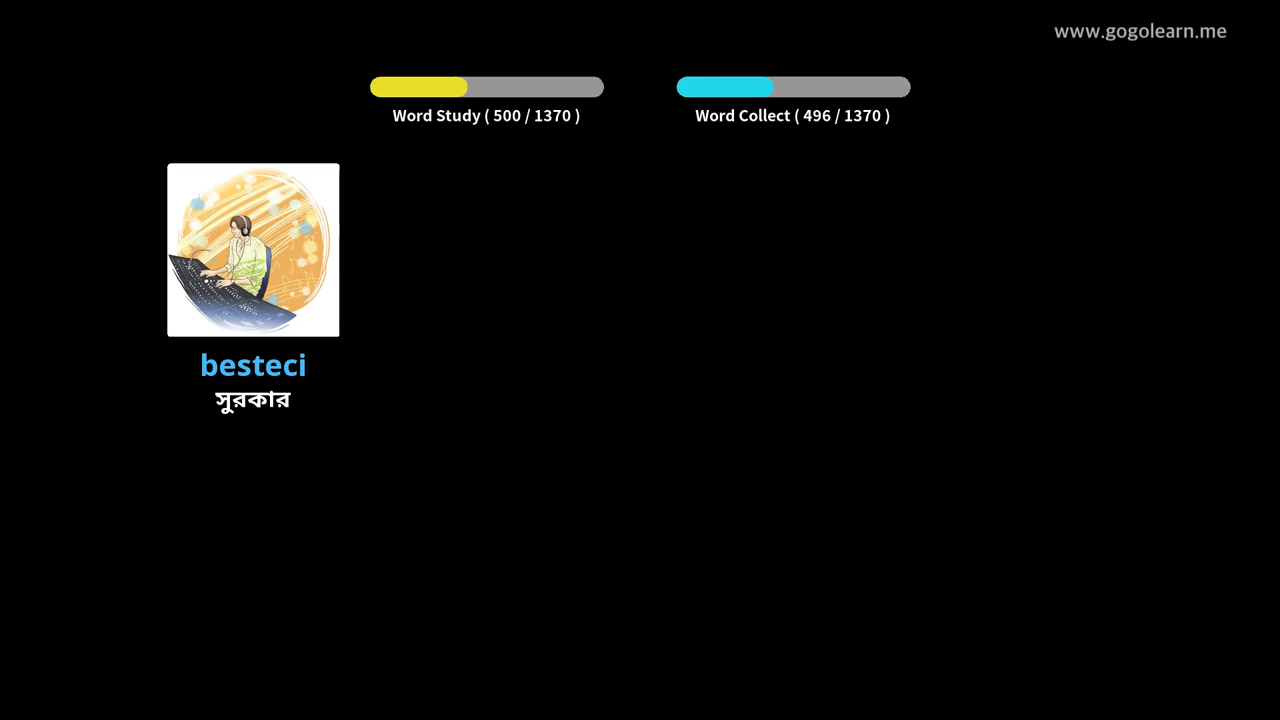 www.gogolearn.me
Word Study ( 500 / 1370 )
Word Collect ( 496 / 1370 )
besteci
সুরকার